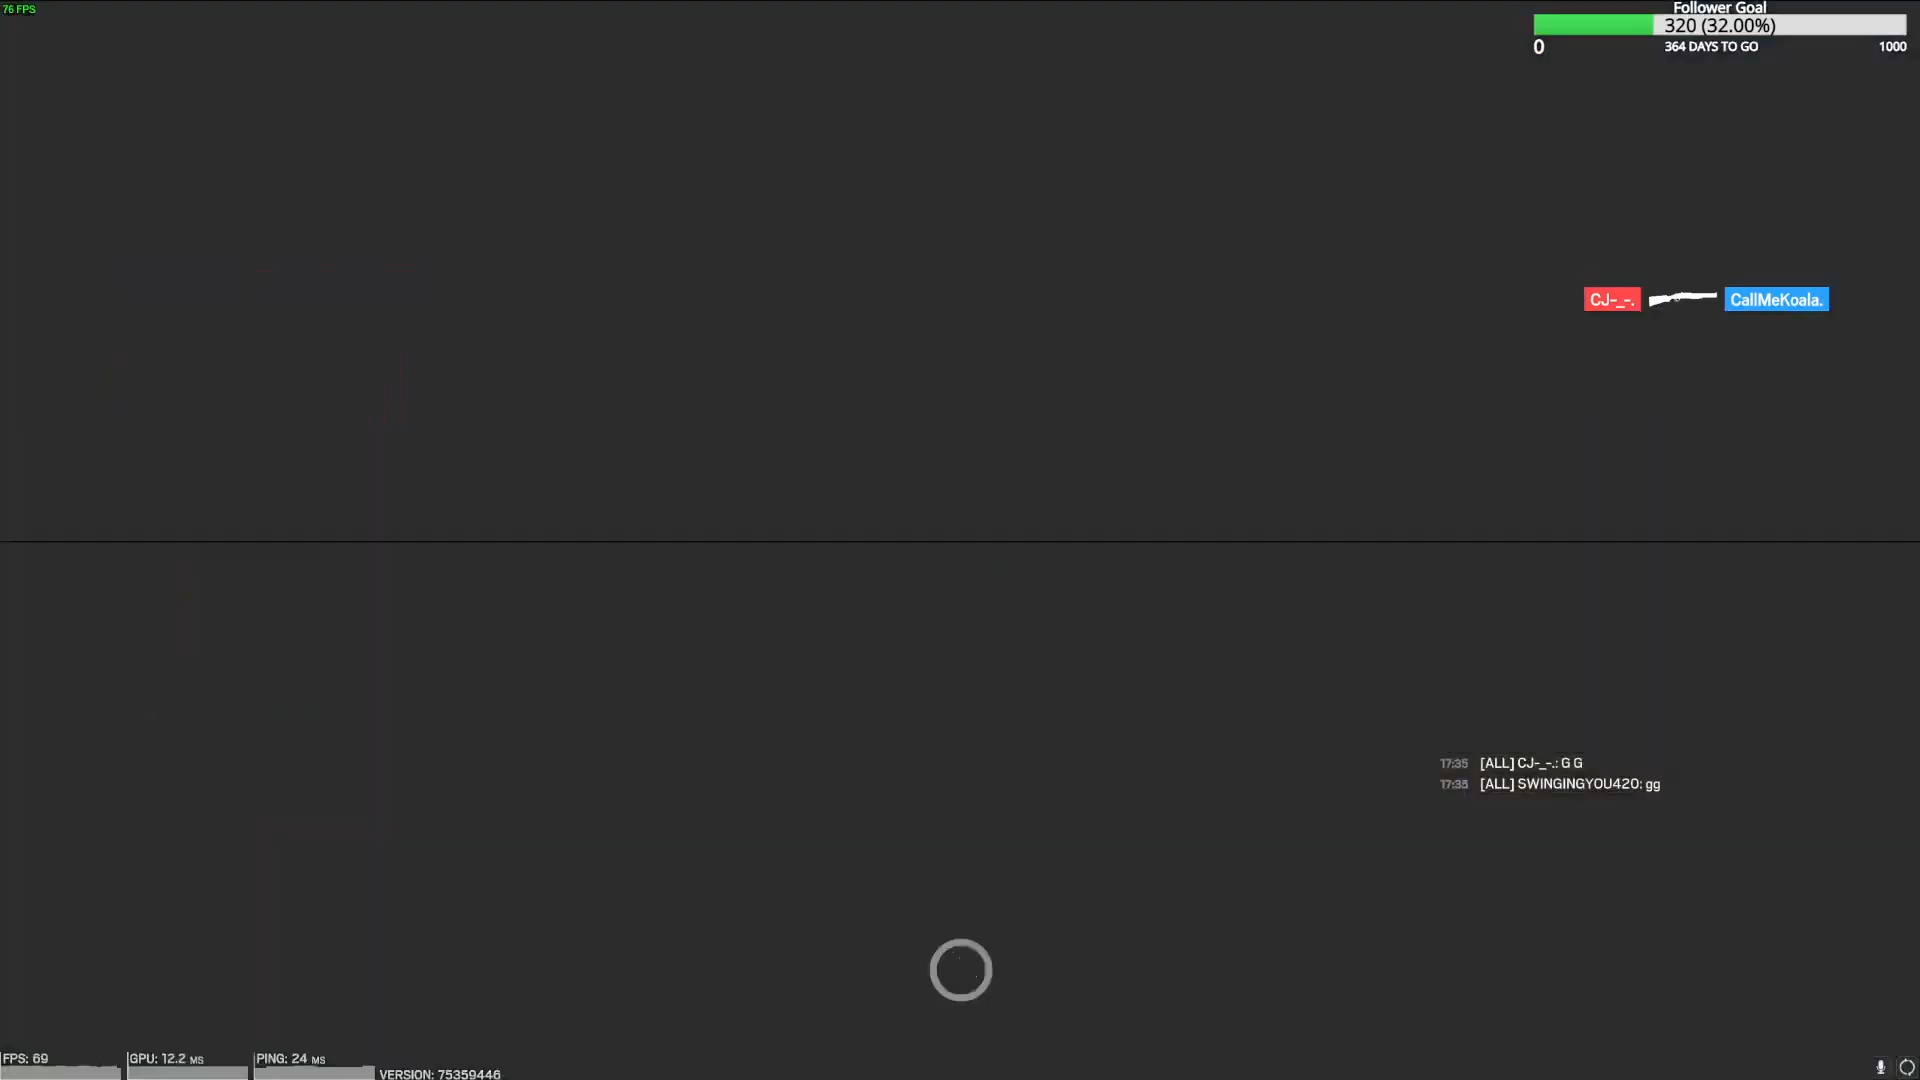 76 FPS
Follower Goal
320 (32.00%)
0 364 DAYS TO GO 1000
CJ-_-. CallMeKoala.
17:35 [ALL] CJ-_-.: G G
17:35 [ALL] SWINGINGYOU420: gg
FPS: 69 GPU: 12.2 MS PING: 24 MS VERSION: 75359446